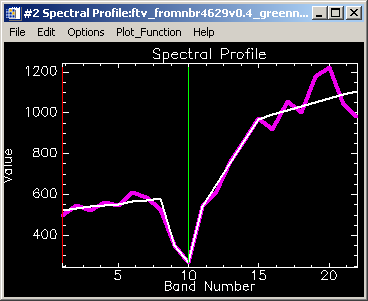 #2 Spectral Profile:ftv_fromnbr4629v0.4_greenn...
File Edit Options Plot_Function Help
Spectral Profile
1200
1000
800
600
400
Value
5 10 15 20
Band Number